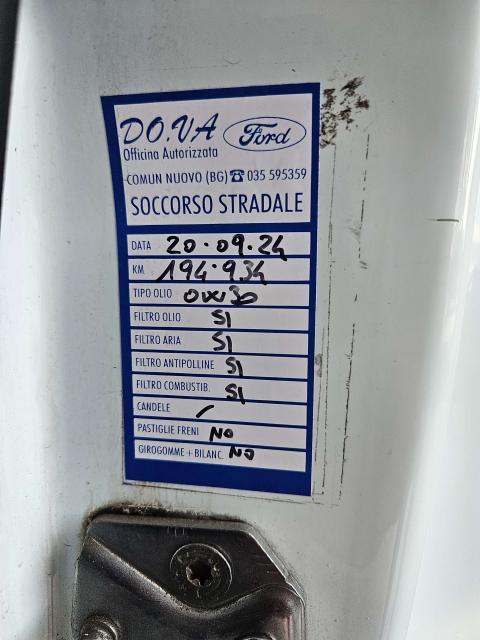 DO.VA Ford
Officina Autorizzata
COMUN NUOVO (BG) ☎ 035 595359
SOCCORSO STRADALE
DATA 20.09.24
KM 194.934
TIPO OLIO 0W30
FILTRO OLIO SI
FILTRO ARIA SI
FILTRO ANTIPOLLINE SI
FILTRO COMBUSTIB. SI
CANDELE /
PASTIGLIE FRENI NO
GIROGOMME + BILANC. NO